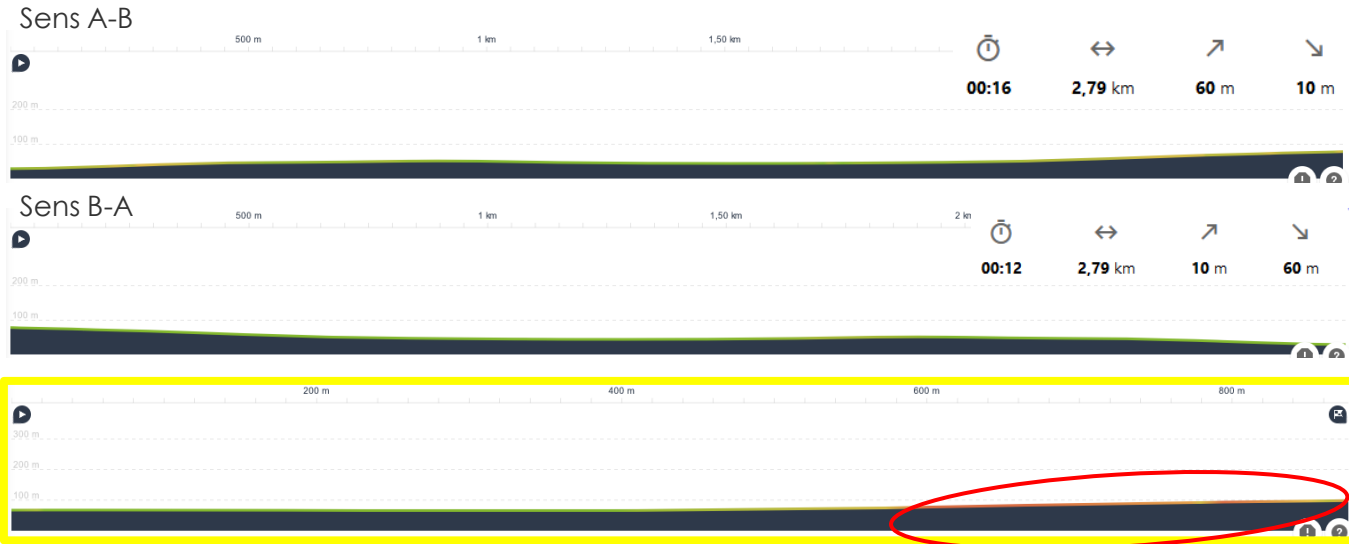 Sens A-B
500 m 1 km 1,50 km
00:16 2,79 km 60 m 10 m
200 m
100 m
Sens B-A
500 m 1 km 1,50 km 2 km
00:12 2,79 km 10 m 60 m
200 m
100 m
200 m 400 m 600 m 800 m
300 m
200 m
100 m